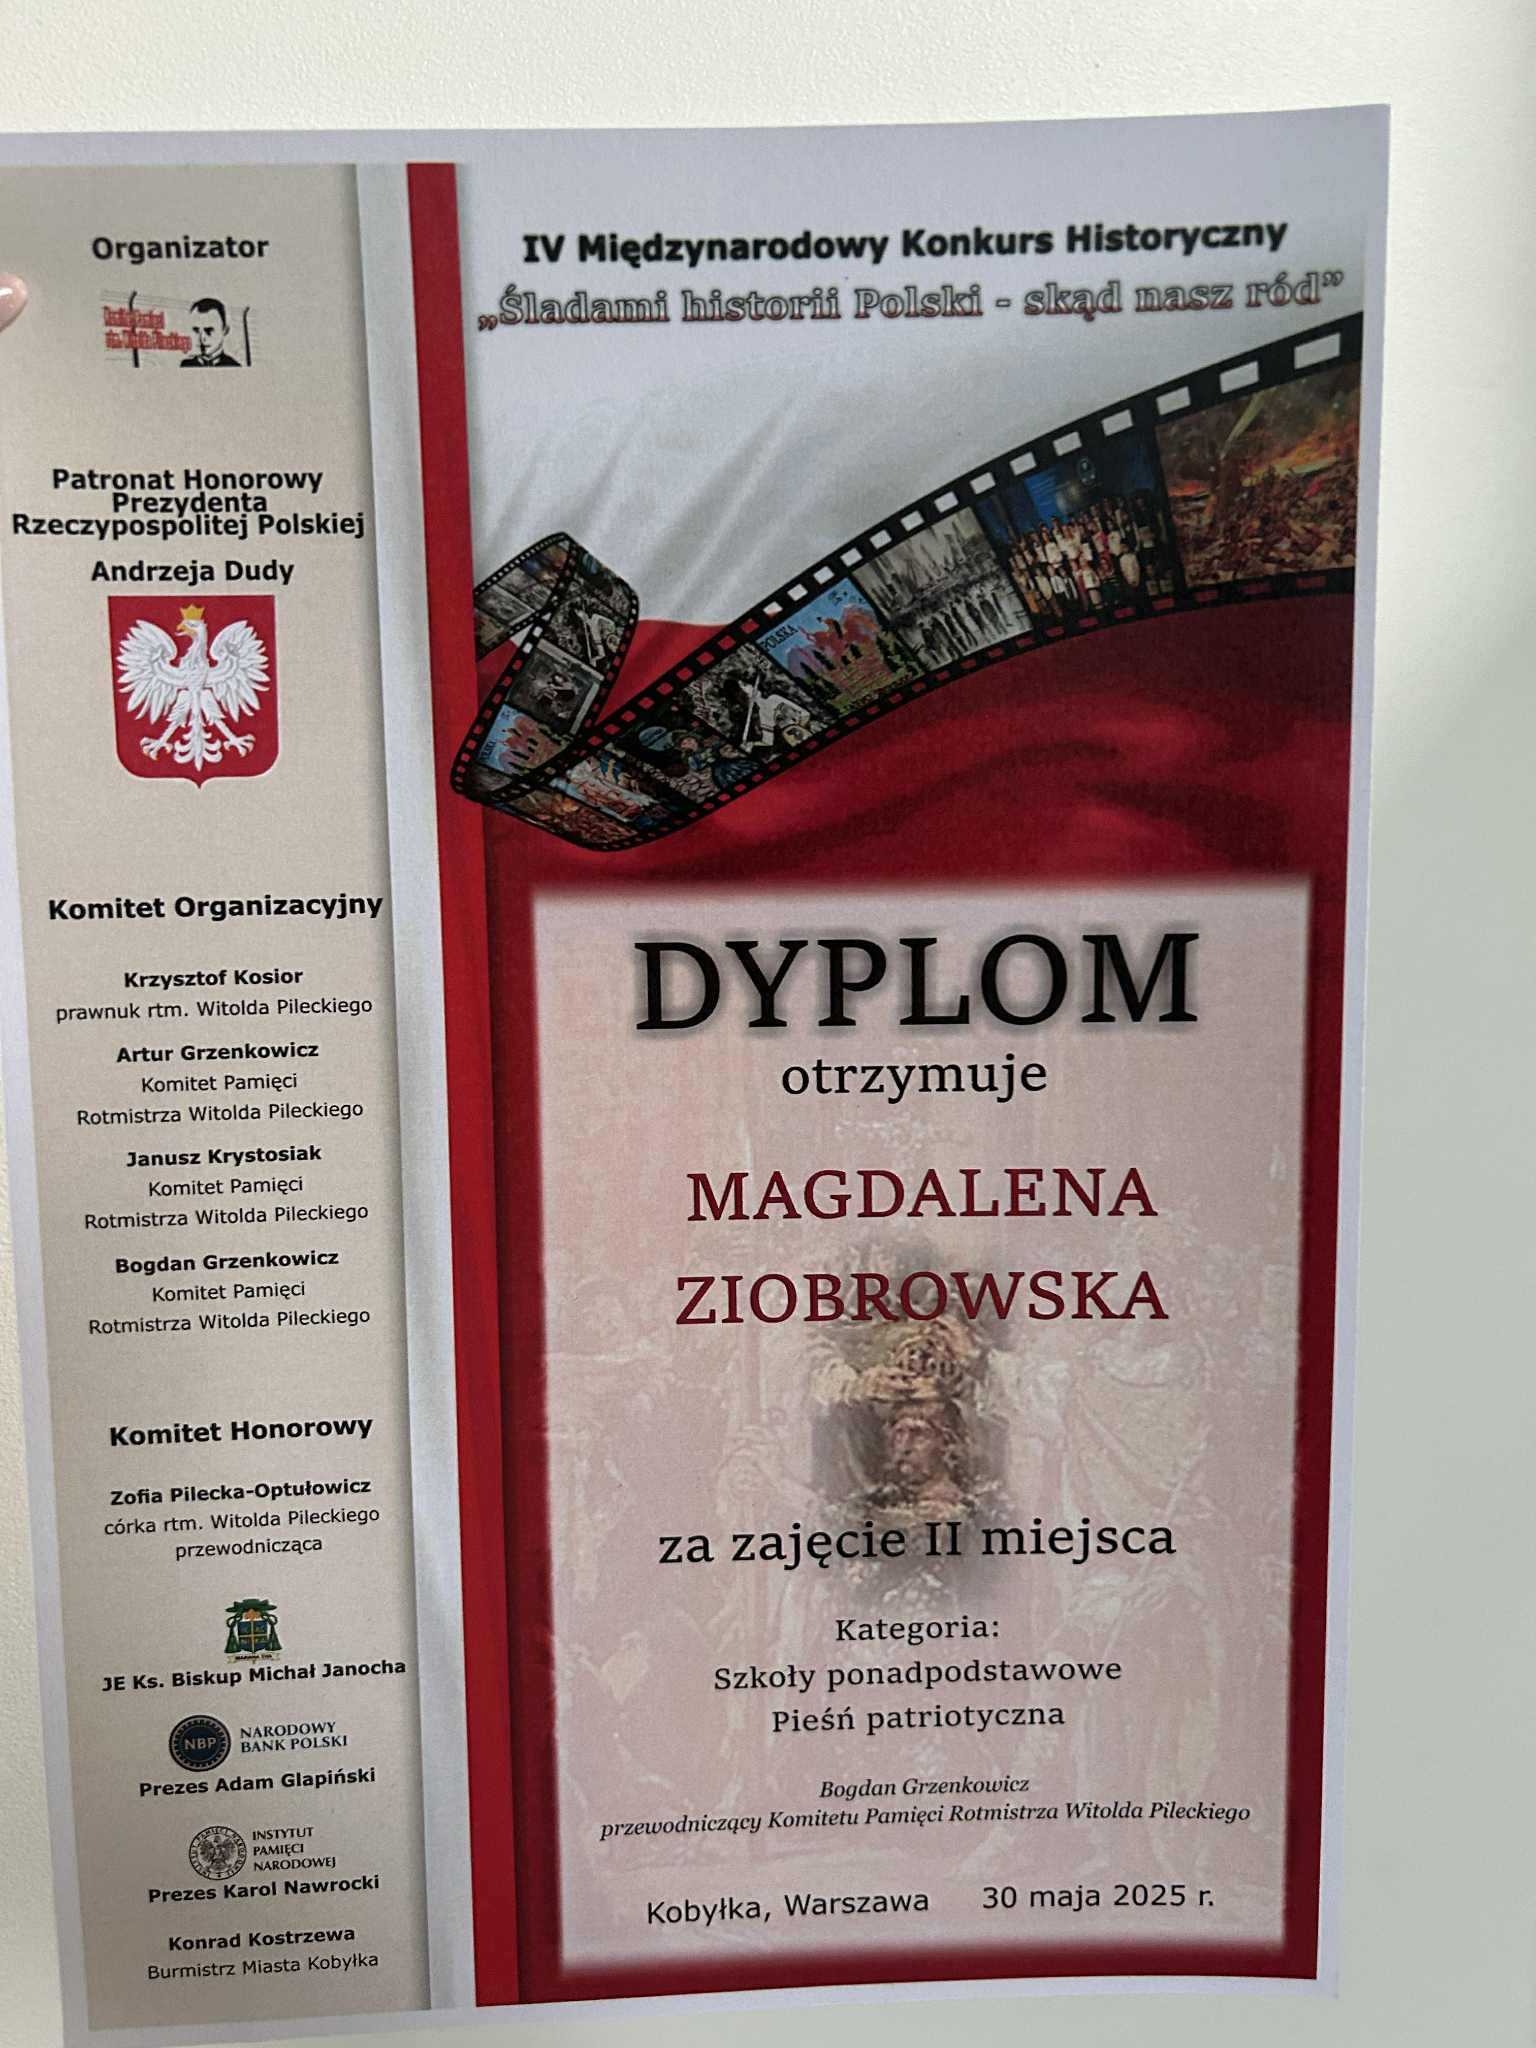 Organizator
Patronat Honorowy
Prezydenta
Rzeczypospolitej Polskiej
Andrzeja Dudy
Komitet Organizacyjny
Krzysztof Kosior
prawnuk rtm. Witolda Pileckiego
Artur Grzenkowicz
Komitet Pamięci
Rotmistrza Witolda Pileckiego
Janusz Krystosiak
Komitet Pamięci
Rotmistrza Witolda Pileckiego
Bogdan Grzenkowicz
Komitet Pamięci
Rotmistrza Witolda Pileckiego
Komitet Honorowy
Zofia Pilecka-Optułowicz
córka rtm. Witolda Pileckiego
przewodnicząca
JE Ks. Biskup Michał Janocha
NBP
NARODOWY
BANK POLSKI
Prezes Adam Glapiński
INSTYTUT
PAMIĘCI
NARODOWEJ
Prezes Karol Nawrocki
Konrad Kostrzewa
Burmistrz Miasta Kobyłka
IV Międzynarodowy Konkurs Historyczny
„Śladami historii Polski - skąd nasz ród”
POLSKA
DYPLOM
otrzymuje
MAGDALENA
ZIOBROWSKA
za zajęcie II miejsca
Kategoria:
Szkoły ponadpodstawowe
Pieśń patriotyczna
Bogdan Grzenkowicz
przewodniczący Komitetu Pamięci Rotmistrza Witolda Pileckiego
Kobyłka, Warszawa 30 maja 2025 r.